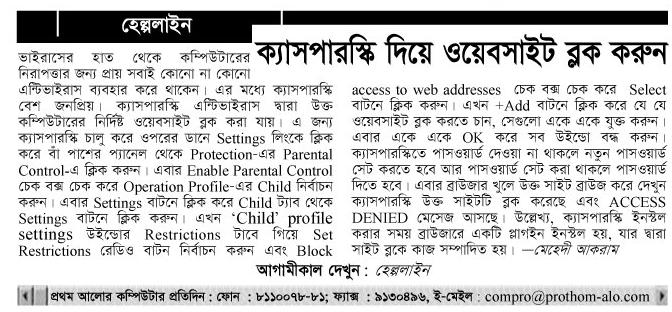 হেল্পলাইন
ক্যাসপারস্কি দিয়ে ওয়েবসাইট ব্লক করুন
ভাইরাসের হাত থেকে কম্পিউটারের
নিরাপত্তার জন্য প্রায় সবাই কোনো না কোনো
এন্টিভাইরাস ব্যবহার করে থাকেন। এর মধ্যে ক্যাসপারস্কি
বেশ জনপ্রিয়। ক্যাসপারস্কি এন্টিভাইরাস দ্বারা উক্ত
কম্পিউটারের নির্দিষ্ট ওয়েবসাইট ব্লক করা যায়। এ জন্য
ক্যাসপারস্কি চালু করে ওপরের ডানে Settings লিংকে ক্লিক
করে বাঁ পাশের প্যানেল থেকে Protection-এর Parental
Control-এ ক্লিক করুন। এবার Enable Parental Control
চেক বক্স চেক করে Operation Profile-এর Child নির্বাচন
করুন। এবার Settings বাটনে ক্লিক করে Child ট্যাব থেকে
Settings বাটনে ক্লিক করুন। এখন ‘Child’ profile
settings উইন্ডোর Restrictions ট্যাবে গিয়ে Set
Restrictions রেডিও বাটন নির্বাচন করুন এবং Block
access to web addresses চেক বক্স চেক করে Select
বাটনে ক্লিক করুন। এখন +Add বাটনে ক্লিক করে যে যে
ওয়েবসাইট ব্লক করতে চান, সেগুলো একে একে যুক্ত করুন।
এবার একে একে OK করে সব উইন্ডো বন্ধ করুন।
ক্যাসপারস্কিতে পাসওয়ার্ড দেওয়া না থাকলে নতুন পাসওয়ার্ড
সেট করতে হবে আর পাসওয়ার্ড সেট করা থাকলে পাসওয়ার্ড
দিতে হবে। এবার ব্রাউজার খুলে উক্ত সাইট ব্রাউজ করে দেখুন
ক্যাসপারস্কি উক্ত সাইটটি ব্লক করেছে এবং ACCESS
DENIED মেসেজ আসছে। উল্লেখ্য, ক্যাসপারস্কি ইনস্টল
করার সময় ব্রাউজারে একটি প্লাগইন ইনস্টল হয়, যার দ্বারা
সাইট ব্লকে কাজ সম্পাদিত হয়। —মেহেদী আকরাম
আগামীকাল দেখুন : হেল্পলাইন
প্রথম আলোর কম্পিউটার প্রতিদিন : ফোন : ৮১১০০৭৮-৮১; ফ্যাক্স : ৯১৩০৪৯৬, ই-মেইল : compro@prothom-alo.com